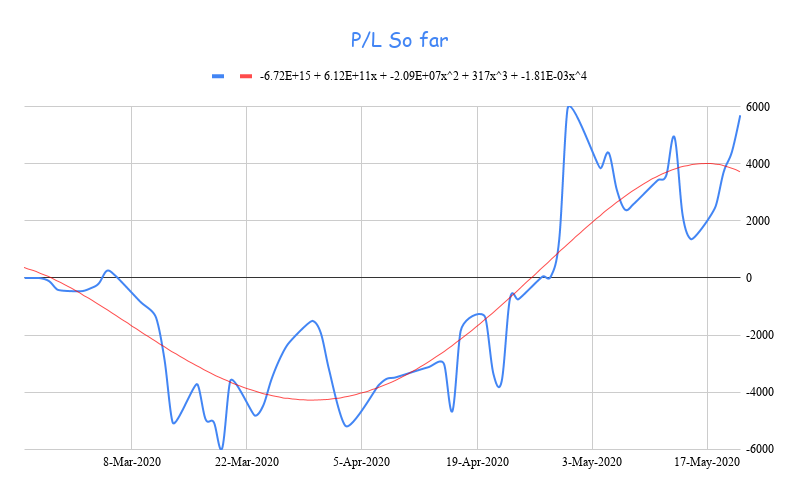 P/L So far
-6.72E+15 + 6.12E+11x + -2.09E+07x^2 + 317x^3 + -1.81E-03x^4
6000
4000
2000
0
-2000
-4000
-6000
8-Mar-2020 22-Mar-2020 5-Apr-2020 19-Apr-2020 3-May-2020 17-May-2020